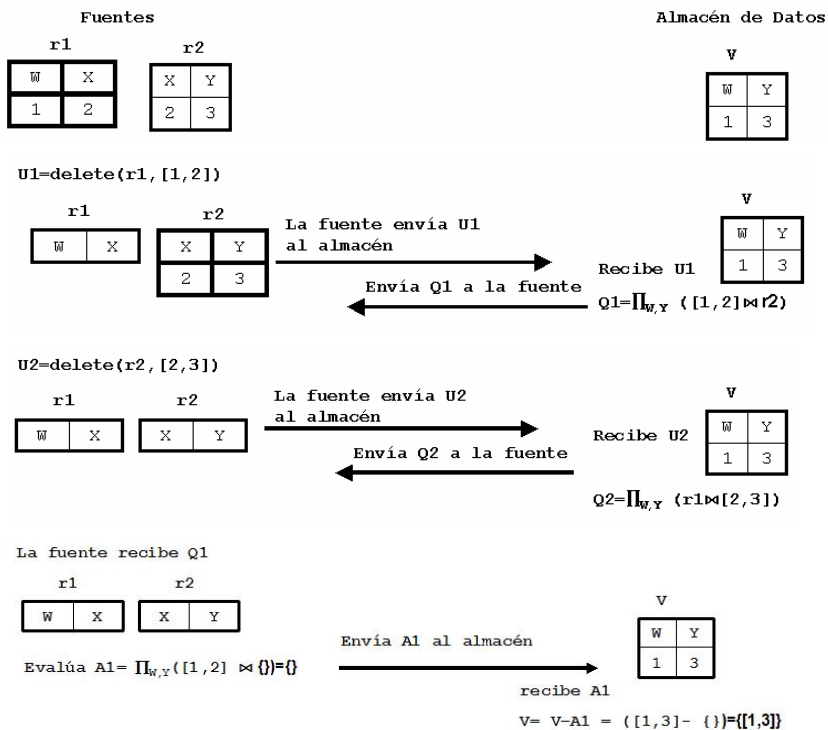 Fuentes
Almacén de Datos
r1
r2
V
W X
1 2
X Y
2 3
W Y
1 3
U1=delete(r1,[1,2])
r1
r2
V
W X
X Y
2 3
W Y
1 3
La fuente envía U1
al almacén
Recibe U1
Envía Q1 a la fuente
Q1=∏W,Y ([1,2]⋈r2)
U2=delete(r2,[2,3])
r1
r2
V
W X
X Y
W Y
1 3
La fuente envía U2
al almacén
Recibe U2
Envía Q2 a la fuente
Q2=∏W,Y (r1⋈[2,3])
La fuente recibe Q1
r1
r2
V
W X
X Y
W Y
1 3
Envía A1 al almacén
Evalúa A1= ∏W,Y([1,2] ⋈ {})={}
recibe A1
V= V-A1 = ([1,3]- {})={[1,3]}